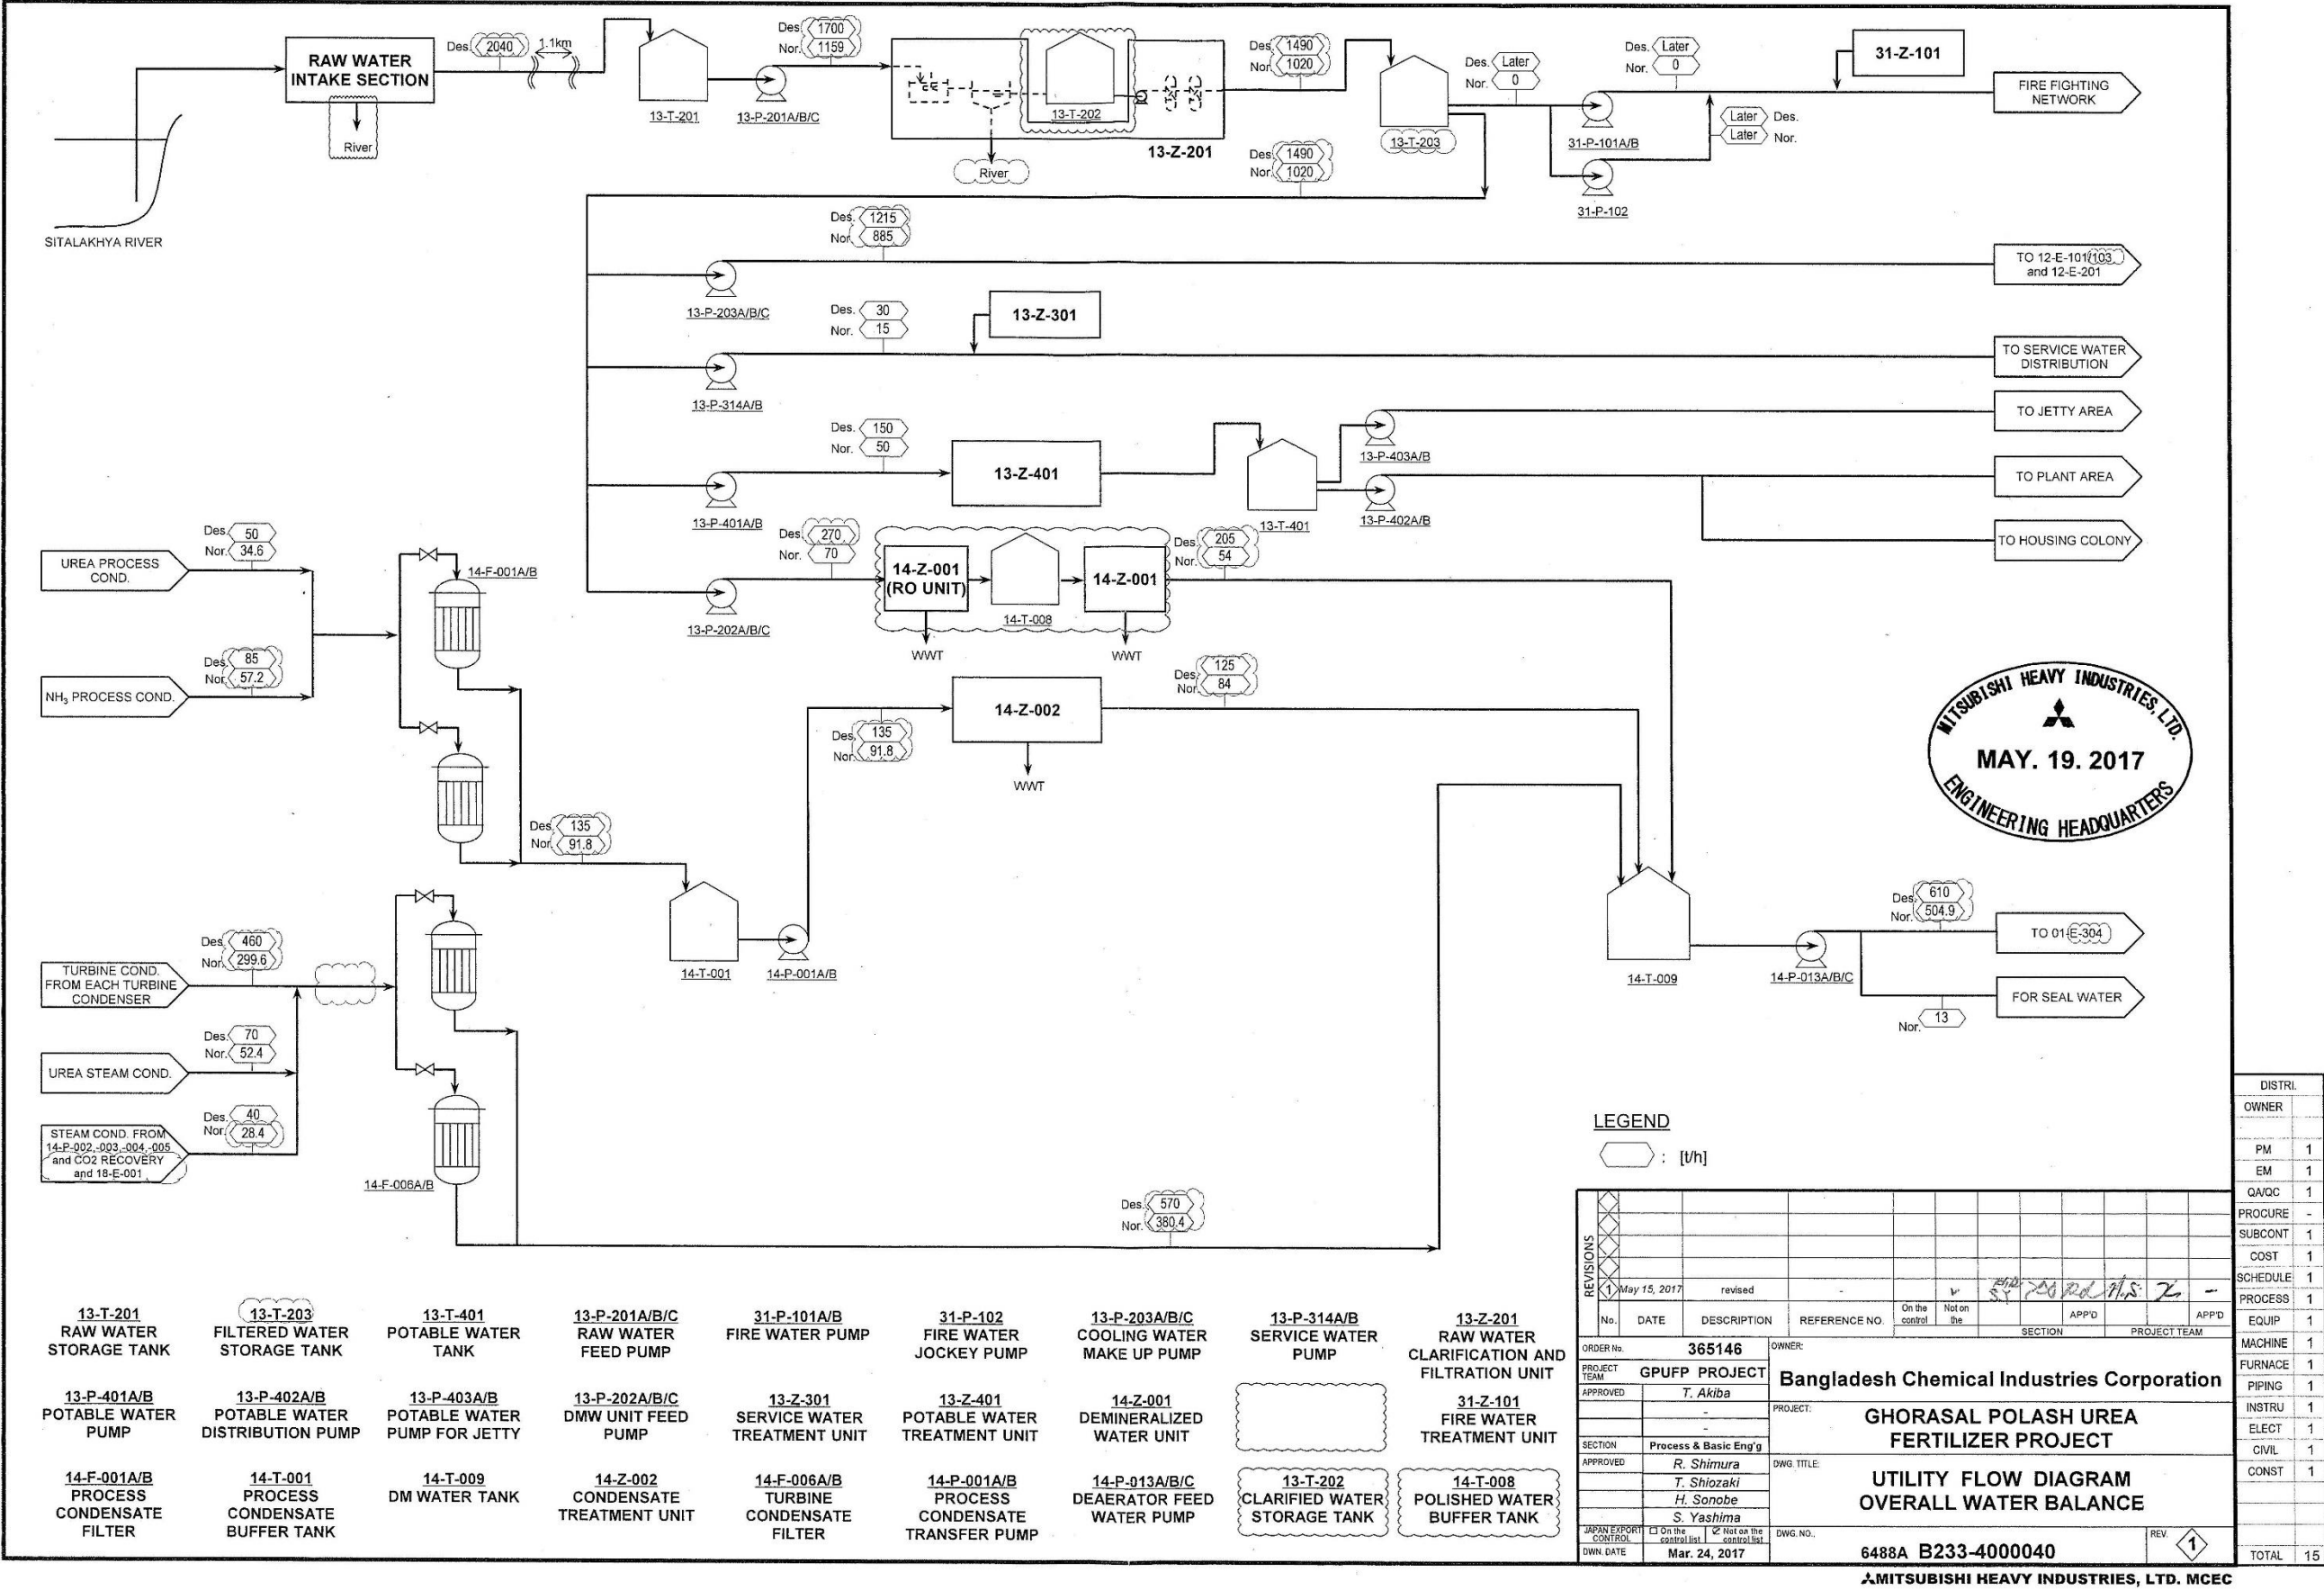 RAW WATER
INTAKE SECTION
River
SITALAKHYA RIVER
Des. 2040
1.1km
13-T-201
Des. 1700
Nor. 1159
13-P-201A/B/C
13-T-202
River
13-Z-201
Des. 1490
Nor. 1020
13-T-203
Des. 1490
Nor. 1020
Des. Later
Nor. 0
Des. Later
Nor. 0
31-Z-101
FIRE FIGHTING
NETWORK
Later Des.
Later Nor.
31-P-101A/B
31-P-102
Des. 1215
Nor. 885
13-P-203A/B/C
TO 12-E-101/103
and 12-E-201
Des. 30
Nor. 15
13-Z-301
13-P-314A/B
TO SERVICE WATER
DISTRIBUTION
Des. 150
Nor. 50
13-Z-401
13-P-401A/B
13-T-401
13-P-403A/B
TO JETTY AREA
13-P-402A/B
TO PLANT AREA
TO HOUSING COLONY
Des. 270
Nor. 70
14-Z-001
(RO UNIT)
WWT
14-T-008
14-Z-001
WWT
Des. 205
Nor. 54
13-P-202A/B/C
UREA PROCESS
COND.
Des. 50
Nor. 34.6
NH₃ PROCESS COND.
Des. 85
Nor. 57.2
14-F-001A/B
Des. 135
Nor. 91.8
14-T-001
14-P-001A/B
Des. 135
Nor. 91.8
14-Z-002
WWT
Des. 125
Nor. 84
MITSUBISHI HEAVY INDUSTRIES, LTD.
MAY. 19. 2017
ENGINEERING HEADQUARTERS
TURBINE COND.
FROM EACH TURBINE
CONDENSER
Des. 460
Nor. 299.6
UREA STEAM COND.
Des. 70
Nor. 52.4
STEAM COND. FROM
14-P-002,-003,-004,-005
and CO2 RECOVERY
and 18-E-001
Des. 40
Nor. 28.4
14-F-006A/B
Des. 570
Nor. 380.4
14-T-009
14-P-013A/B/C
Des. 610
Nor. 504.9
TO 01-E-304
FOR SEAL WATER
Nor. 13
LEGEND
: [t/h]
13-T-201
RAW WATER
STORAGE TANK
13-T-203
FILTERED WATER
STORAGE TANK
13-T-401
POTABLE WATER
TANK
13-P-201A/B/C
RAW WATER
FEED PUMP
31-P-101A/B
FIRE WATER PUMP
31-P-102
FIRE WATER
JOCKEY PUMP
13-P-203A/B/C
COOLING WATER
MAKE UP PUMP
13-P-314A/B
SERVICE WATER
PUMP
13-Z-201
RAW WATER
CLARIFICATION AND
FILTRATION UNIT
13-P-401A/B
POTABLE WATER
PUMP
13-P-402A/B
POTABLE WATER
DISTRIBUTION PUMP
13-P-403A/B
POTABLE WATER
PUMP FOR JETTY
13-P-202A/B/C
DMW UNIT FEED
PUMP
13-Z-301
SERVICE WATER
TREATMENT UNIT
13-Z-401
POTABLE WATER
TREATMENT UNIT
14-Z-001
DEMINERALIZED
WATER UNIT
31-Z-101
FIRE WATER
TREATMENT UNIT
14-F-001A/B
PROCESS
CONDENSATE
FILTER
14-T-001
PROCESS
CONDENSATE
BUFFER TANK
14-T-009
DM WATER TANK
14-Z-002
CONDENSATE
TREATMENT UNIT
14-F-006A/B
TURBINE
CONDENSATE
FILTER
14-P-001A/B
PROCESS
CONDENSATE
TRANSFER PUMP
14-P-013A/B/C
DEAERATOR FEED
WATER PUMP
13-T-202
CLARIFIED WATER
STORAGE TANK
14-T-008
POLISHED WATER
BUFFER TANK
REVISIONS
1 May 15, 2017 revised - v H.S. -
No. DATE DESCRIPTION REFERENCE NO. On the control Not on the APP'D APP'D
SECTION PROJECT TEAM
ORDER No. 365146
PROJECT TEAM GPUFP PROJECT
APPROVED T. Akiba
-
-
SECTION Process & Basic Eng'g
APPROVED R. Shimura
T. Shiozaki
H. Sonobe
S. Yashima
JAPAN EXPORT CONTROL On the control list Not on the control list
DWN. DATE Mar. 24, 2017
OWNER:
Bangladesh Chemical Industries Corporation
PROJECT:
GHORASAL POLASH UREA
FERTILIZER PROJECT
DWG. TITLE:
UTILITY FLOW DIAGRAM
OVERALL WATER BALANCE
DWG. NO.
6488A B233-4000040
REV. 1
DISTRI.
OWNER
PM 1
EM 1
QA/QC 1
PROCURE -
SUBCONT 1
COST 1
SCHEDULE 1
PROCESS 1
EQUIP 1
MACHINE 1
FURNACE 1
PIPING 1
INSTRU 1
ELECT 1
CIVIL 1
CONST 1
TOTAL 15
MITSUBISHI HEAVY INDUSTRIES, LTD. MCEC